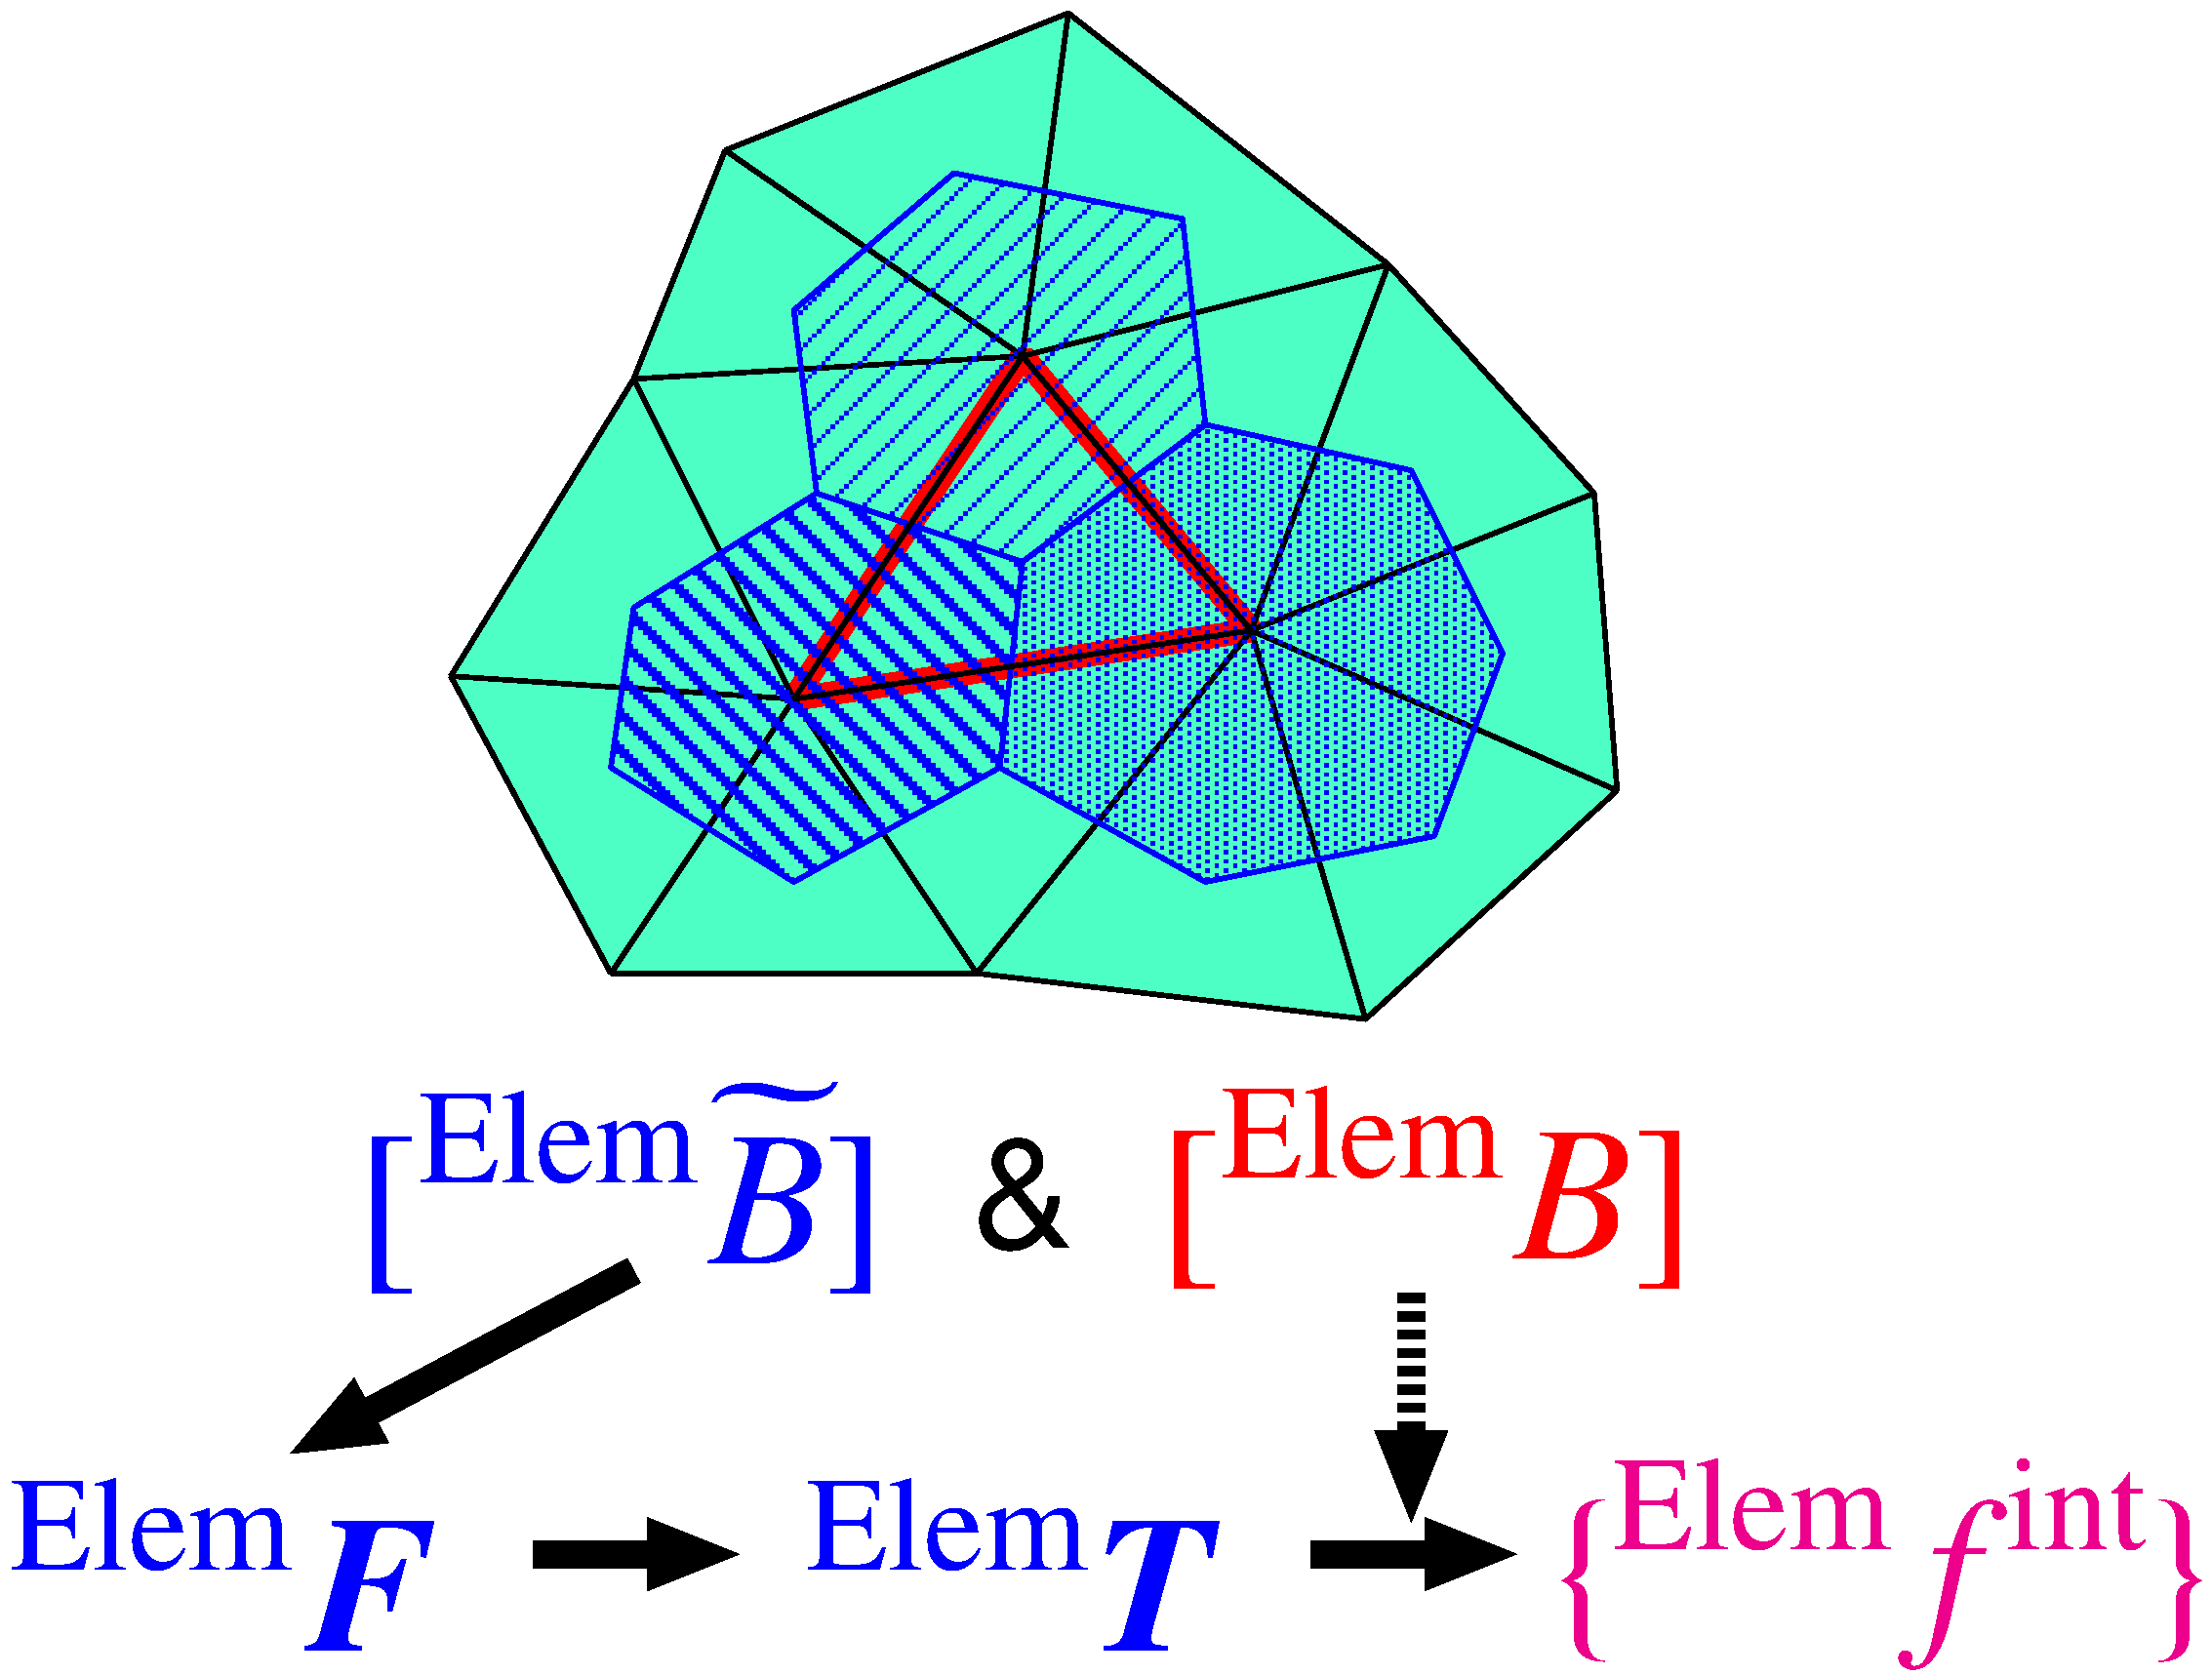 [Elem B̃] & [Elem B]
Elem F Elem T {Elem f int}